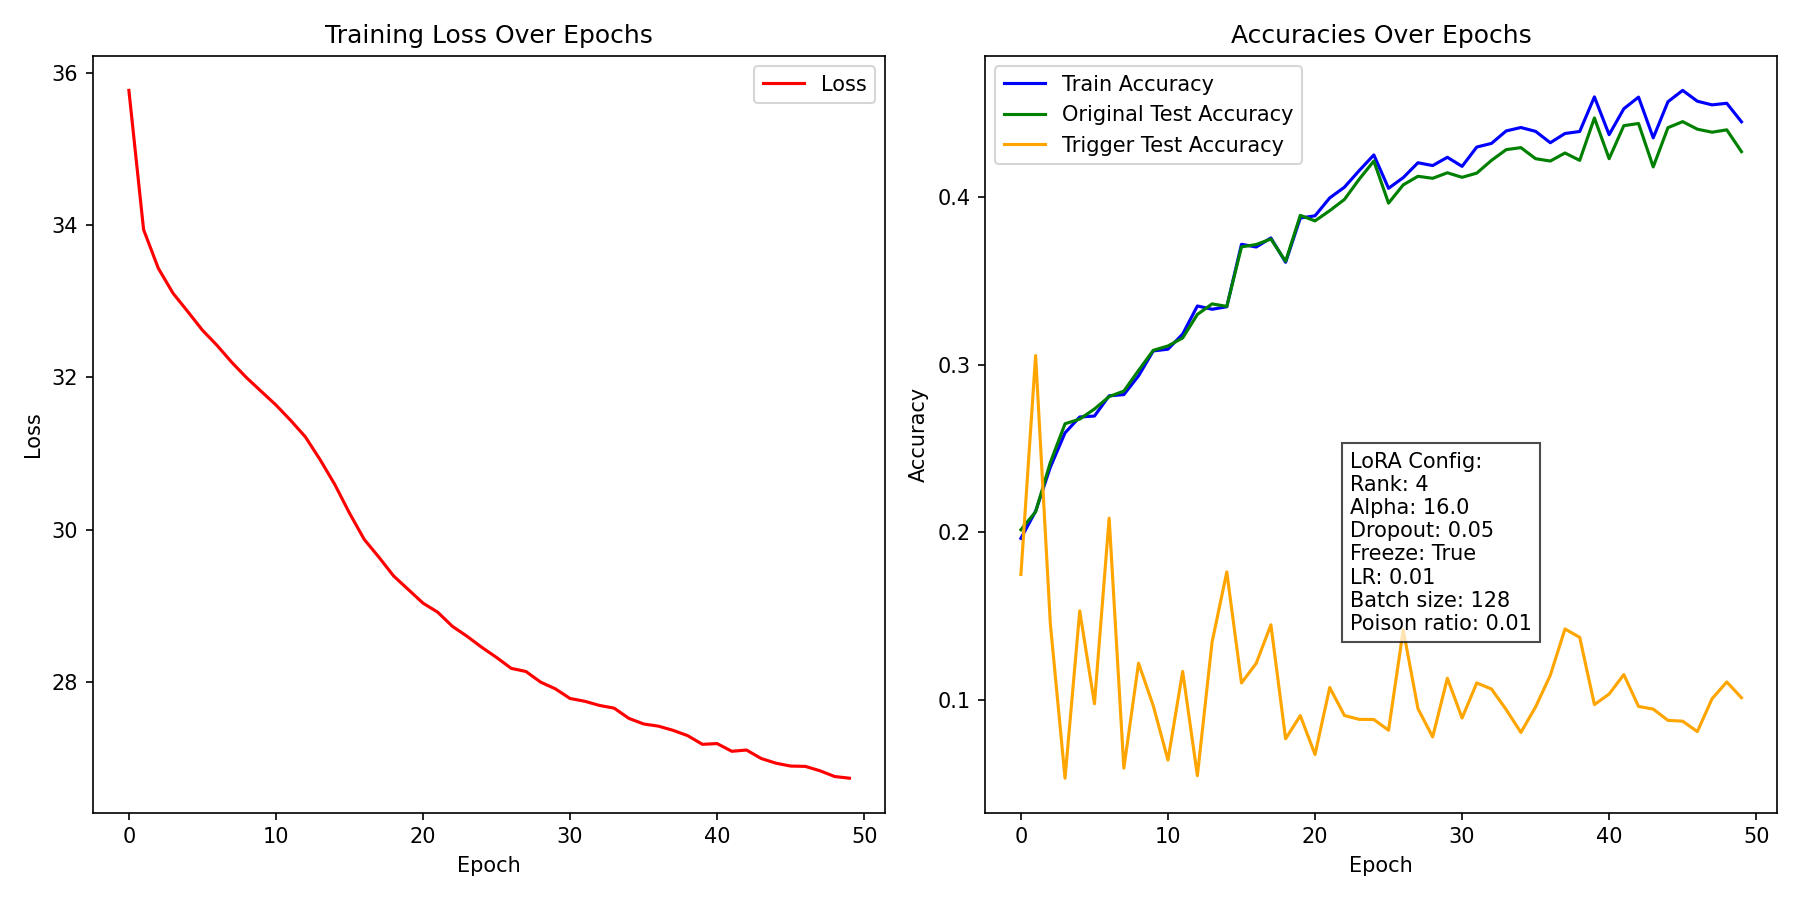 Training Loss Over Epochs
36
34
32
30
28
Loss
Loss
0
10
20
30
40
50
Epoch
Accuracies Over Epochs
Train Accuracy
Original Test Accuracy
Trigger Test Accuracy
0.4
0.3
0.2
0.1
Accuracy
LoRA Config:
Rank: 4
Alpha: 16.0
Dropout: 0.05
Freeze: True
LR: 0.01
Batch size: 128
Poison ratio: 0.01
0
10
20
30
40
50
Epoch